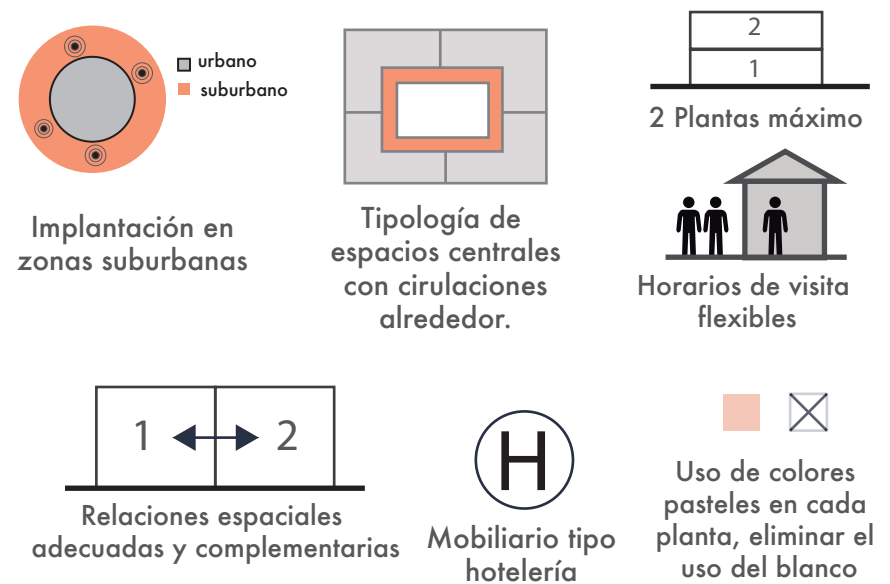 urbano
suburbano
Implantación en
zonas suburbanas
Tipología de
espacios centrales
con cirulaciones
alrededor.
2
1
2 Plantas máximo
Horarios de visita
flexibles
1
2
Relaciones espaciales
adecuadas y complementarias
H
Mobiliario tipo
hotelería
Uso de colores
pasteles en cada
planta, eliminar el
uso del blanco